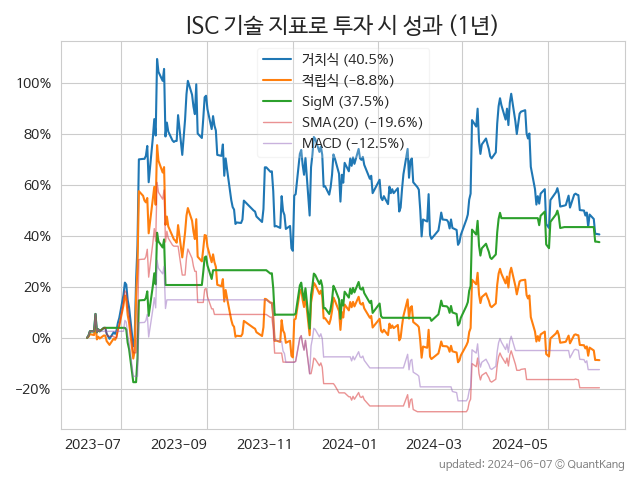 ISC 기술 지표로 투자 시 성과 (1년)
거치식 (40.5%)
적립식 (−8.8%)
SigM (37.5%)
SMA(20) (−19.6%)
MACD (−12.5%)
100%
80%
60%
40%
20%
0%
−20%
2023−07 2023−09 2023−11 2024−01 2024−03 2024−05
updated: 2024−06−07 © QuantKang